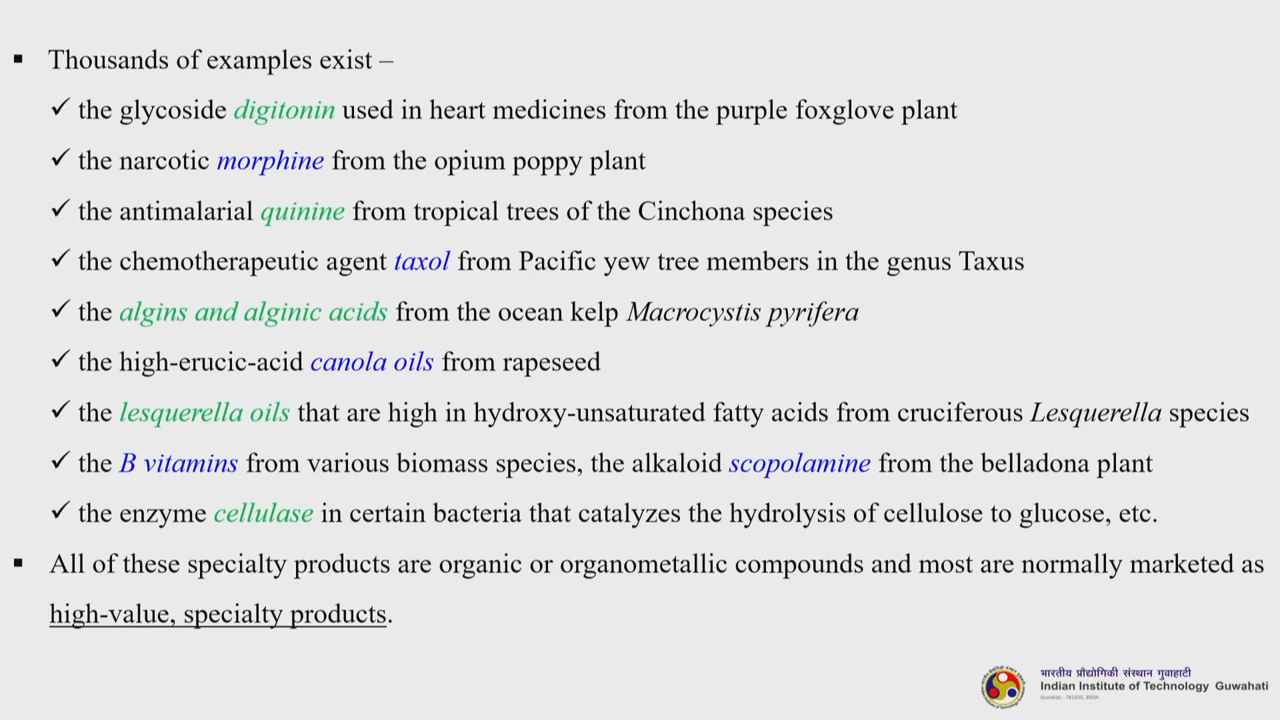 ▪ Thousands of examples exist –
✓ the glycoside digitonin used in heart medicines from the purple foxglove plant
✓ the narcotic morphine from the opium poppy plant
✓ the antimalarial quinine from tropical trees of the Cinchona species
✓ the chemotherapeutic agent taxol from Pacific yew tree members in the genus Taxus
✓ the algins and alginic acids from the ocean kelp Macrocystis pyrifera
✓ the high-erucic-acid canola oils from rapeseed
✓ the lesquerella oils that are high in hydroxy-unsaturated fatty acids from cruciferous Lesquerella species
✓ the B vitamins from various biomass species, the alkaloid scopolamine from the belladona plant
✓ the enzyme cellulase in certain bacteria that catalyzes the hydrolysis of cellulose to glucose, etc.
▪ All of these specialty products are organic or organometallic compounds and most are normally marketed as
high-value, specialty products.
भारतीय प्रौद्योगिकी संस्थान गुवाहाटी
Indian Institute of Technology Guwahati